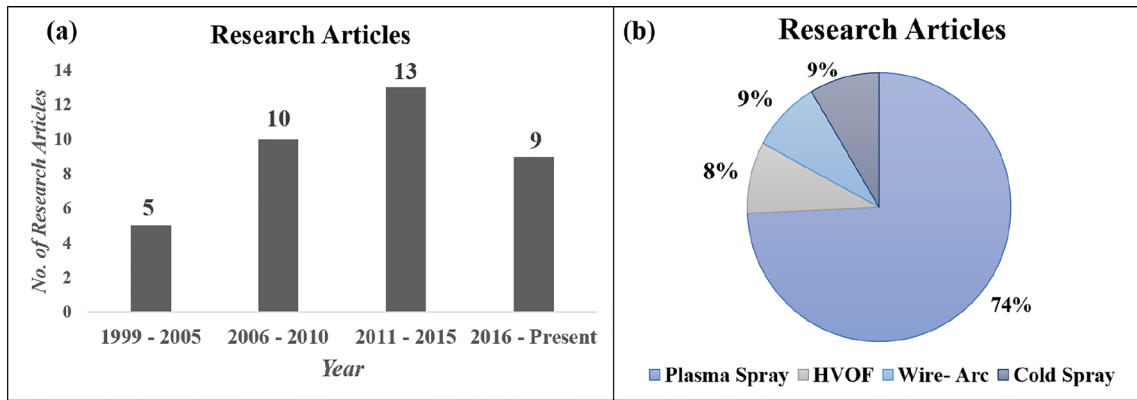 (a)
Research Articles
No. of Research Articles
14
12
10
8
6
4
2
0
5
10
13
9
1999 - 2005
2006 - 2010
2011 - 2015
2016 - Present
Year
(b)
Research Articles
9%
9%
8%
74%
Plasma Spray
HVOF
Wire- Arc
Cold Spray